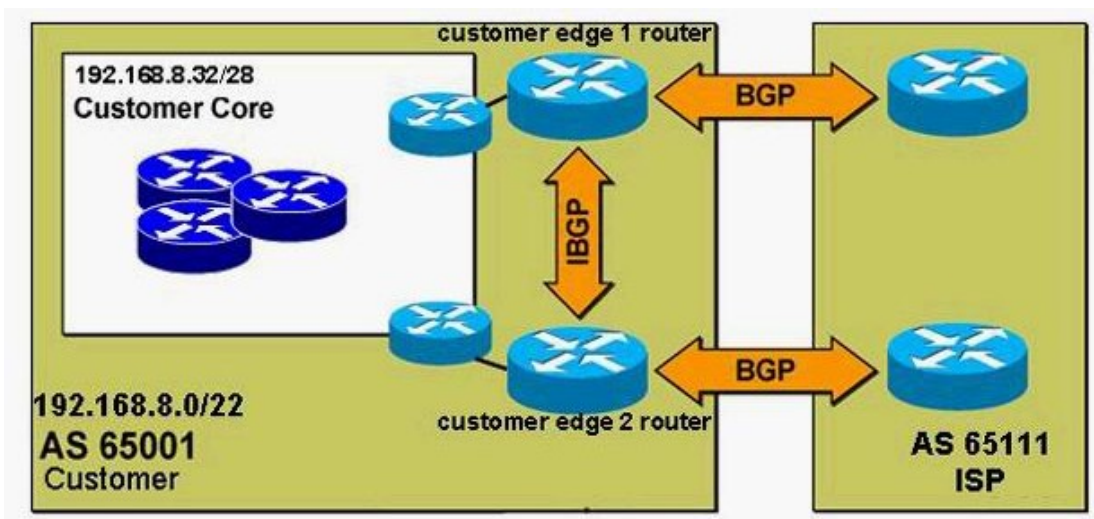 customer edge 1 router
192.168.8.32/28
Customer Core
BGP
IBGP
BGP
customer edge 2 router
192.168.8.0/22
AS 65001
Customer
AS 65111
ISP